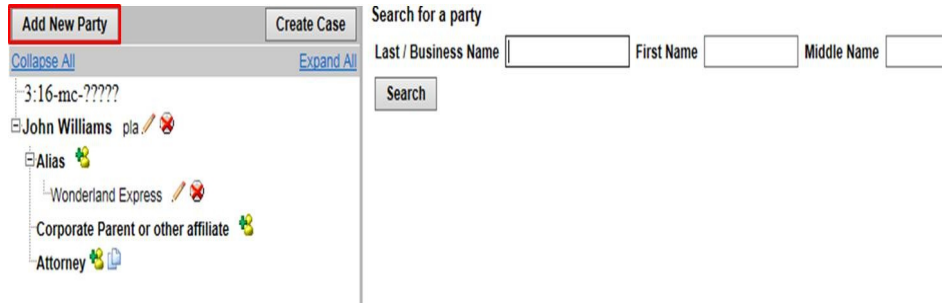 Add New Party
Create Case
Collapse All
Expand All
3:16-mc-?????
John Williams pla
Alias
Wonderland Express
Corporate Parent or other affiliate
Attorney
Search for a party
Last / Business Name
First Name
Middle Name
Search